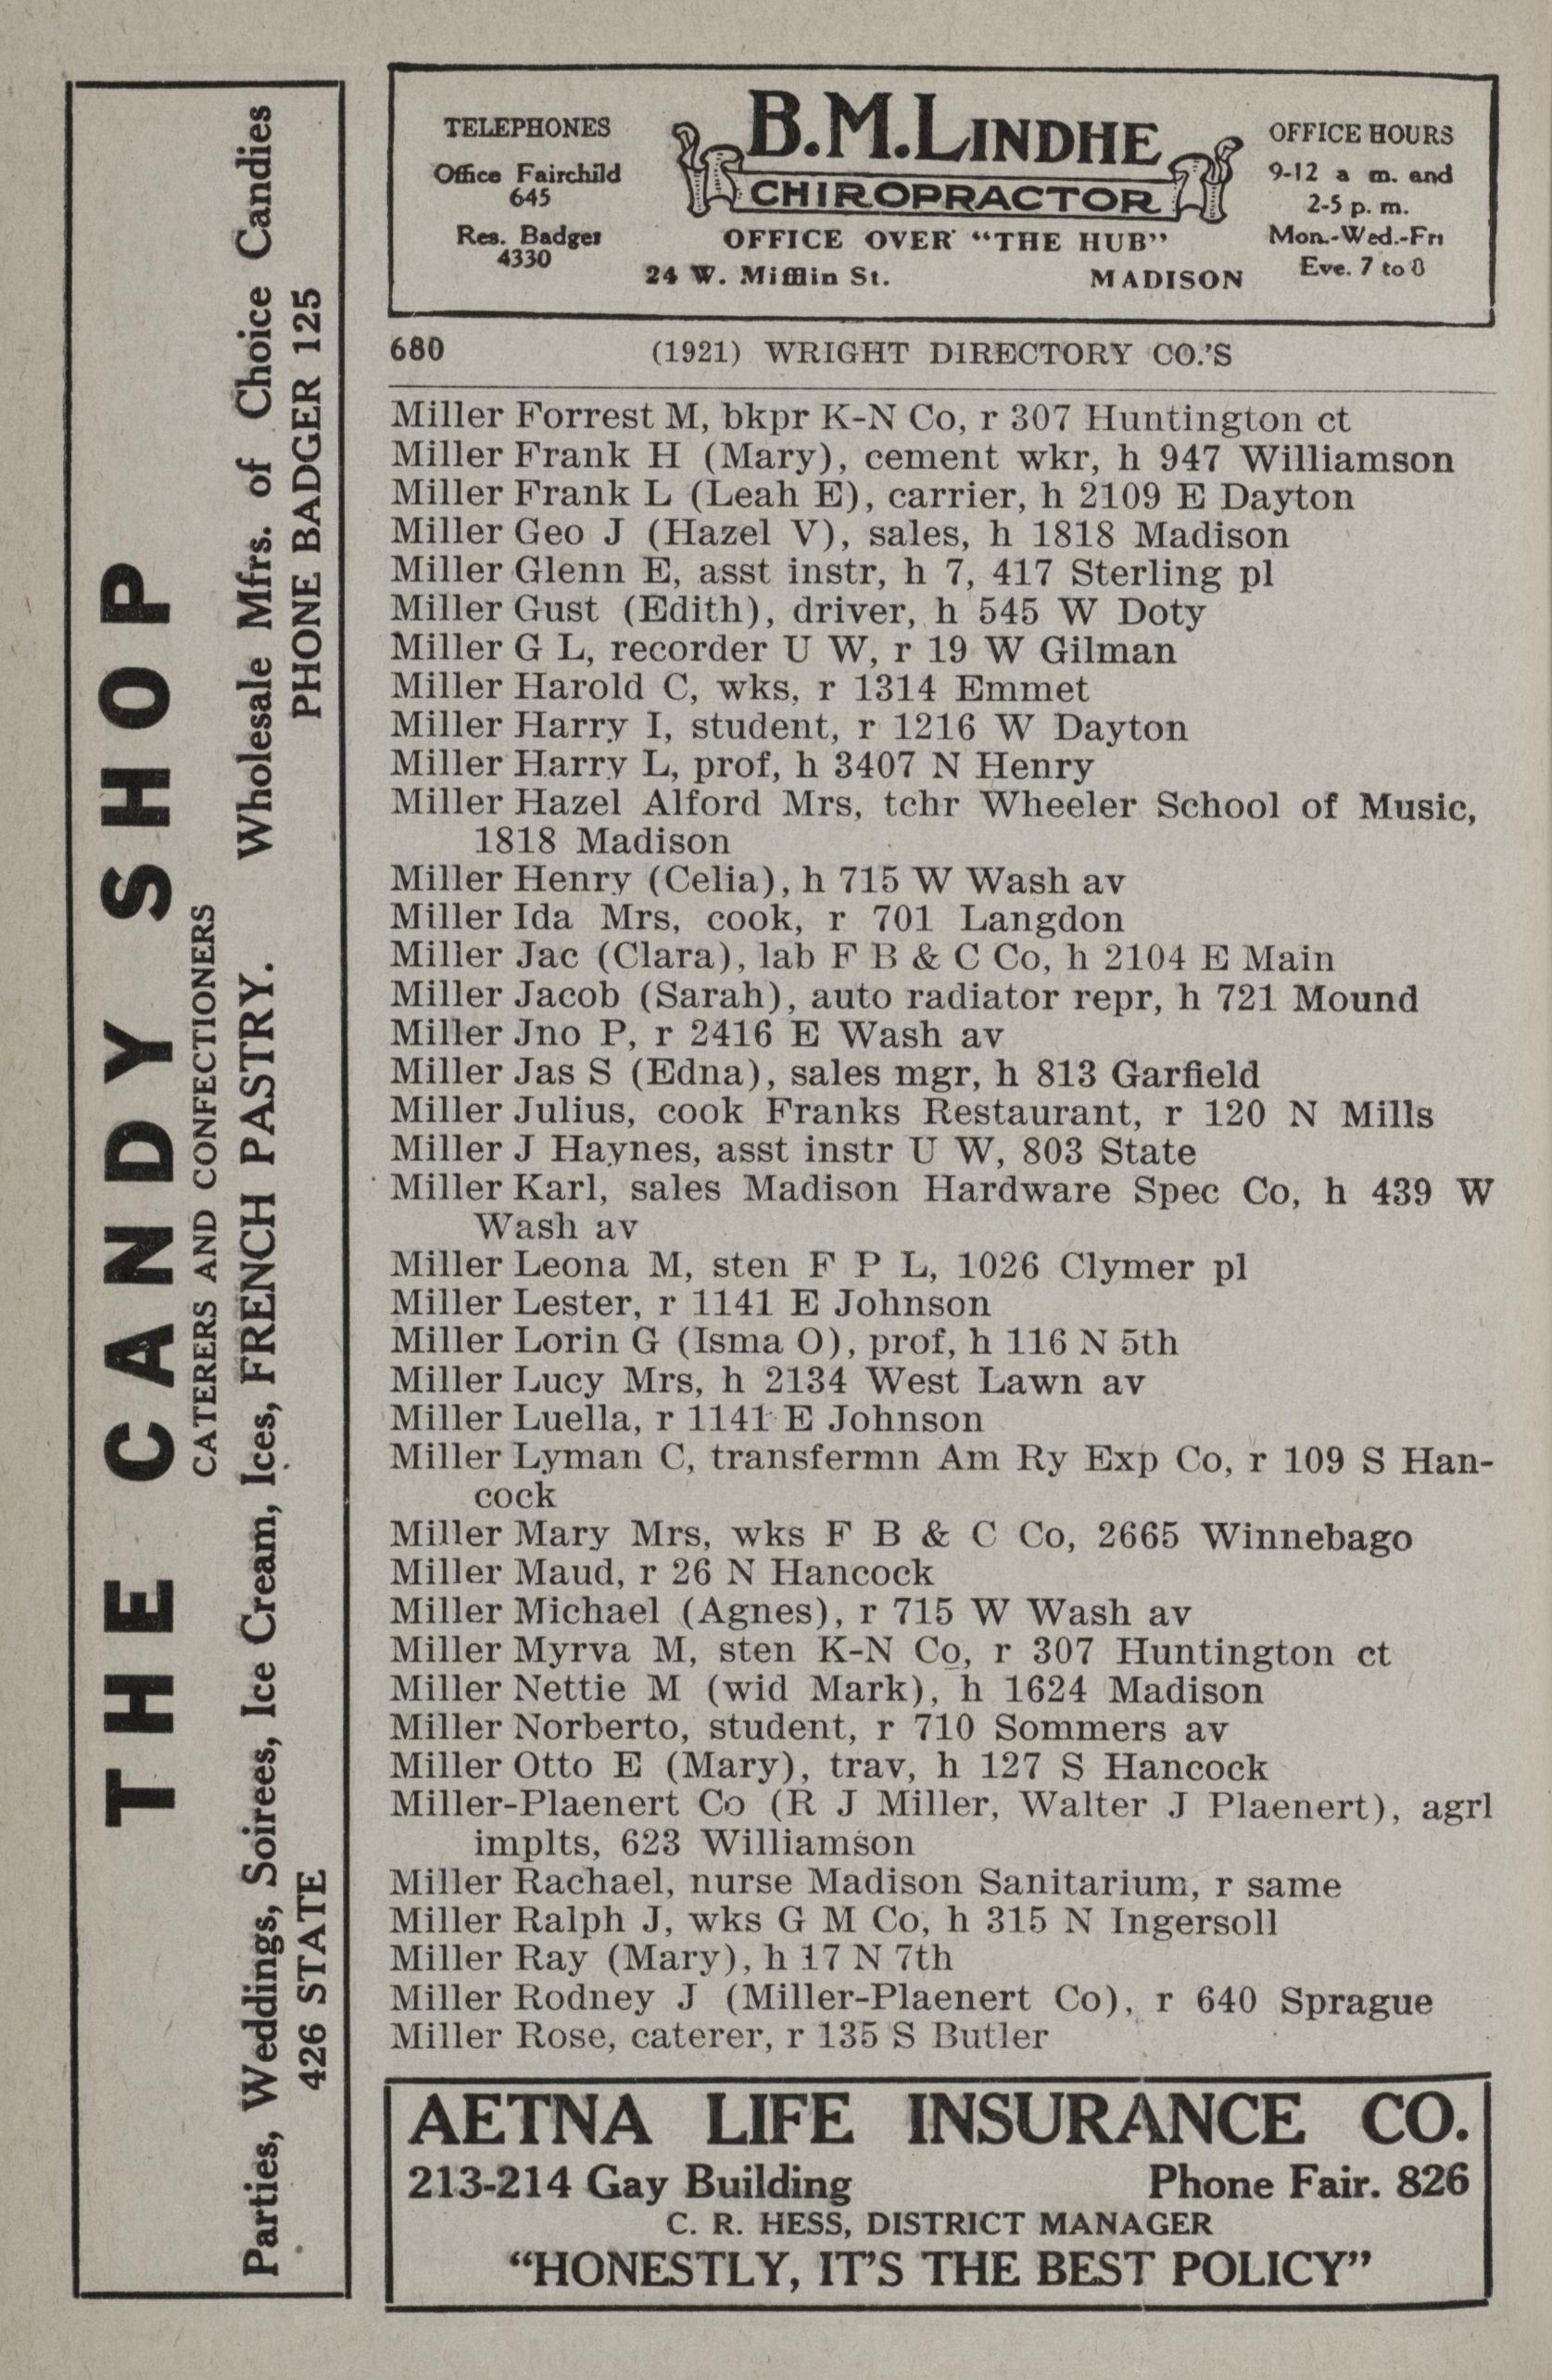 THE CANDY SHOP
CATERERS AND CONFECTIONERS
Parties, Weddings, Soirees, Ice Cream, Ices, FRENCH PASTRY. Wholesale Mfrs. of Choice Candies
426 STATE PHONE BADGER 125
TELEPHONES
Office Fairchild
645
Res. Badger
4330
B.M.LINDHE
CHIROPRACTOR
OFFICE OVER "THE HUB"
24 W. Mifflin St. MADISON
OFFICE HOURS
9-12 a m. and
2-5 p. m.
Mon.-Wed.-Fri
Eve. 7 to 8
680 (1921) WRIGHT DIRECTORY CO.'S
Miller Forrest M, bkpr K-N Co, r 307 Huntington ct
Miller Frank H (Mary), cement wkr, h 947 Williamson
Miller Frank L (Leah E), carrier, h 2109 E Dayton
Miller Geo J (Hazel V), sales, h 1818 Madison
Miller Glenn E, asst instr, h 7, 417 Sterling pl
Miller Gust (Edith), driver, h 545 W Doty
Miller G L, recorder U W, r 19 W Gilman
Miller Harold C, wks, r 1314 Emmet
Miller Harry I, student, r 1216 W Dayton
Miller Harry L, prof, h 3407 N Henry
Miller Hazel Alford Mrs, tchr Wheeler School of Music,
1818 Madison
Miller Henry (Celia), h 715 W Wash av
Miller Ida Mrs, cook, r 701 Langdon
Miller Jac (Clara), lab F B & C Co, h 2104 E Main
Miller Jacob (Sarah), auto radiator repr, h 721 Mound
Miller Jno P, r 2416 E Wash av
Miller Jas S (Edna), sales mgr, h 813 Garfield
Miller Julius, cook Franks Restaurant, r 120 N Mills
Miller J Haynes, asst instr U W, 803 State
Miller Karl, sales Madison Hardware Spec Co, h 439 W
Wash av
Miller Leona M, sten F P L, 1026 Clymer pl
Miller Lester, r 1141 E Johnson
Miller Lorin G (Isma O), prof, h 116 N 5th
Miller Lucy Mrs, h 2134 West Lawn av
Miller Luella, r 1141 E Johnson
Miller Lyman C, transfermn Am Ry Exp Co, r 109 S Han-
cock
Miller Mary Mrs, wks F B & C Co, 2665 Winnebago
Miller Maud, r 26 N Hancock
Miller Michael (Agnes), r 715 W Wash av
Miller Myrva M, sten K-N Co, r 307 Huntington ct
Miller Nettie M (wid Mark), h 1624 Madison
Miller Norberto, student, r 710 Sommers av
Miller Otto E (Mary), trav, h 127 S Hancock
Miller-Plaenert Co (R J Miller, Walter J Plaenert), agrl
implts, 623 Williamson
Miller Rachael, nurse Madison Sanitarium, r same
Miller Ralph J, wks G M Co, h 315 N Ingersoll
Miller Ray (Mary), h 17 N 7th
Miller Rodney J (Miller-Plaenert Co), r 640 Sprague
Miller Rose, caterer, r 135 S Butler
AETNA LIFE INSURANCE CO.
213-214 Gay Building Phone Fair. 826
C. R. HESS, DISTRICT MANAGER
"HONESTLY, IT'S THE BEST POLICY"